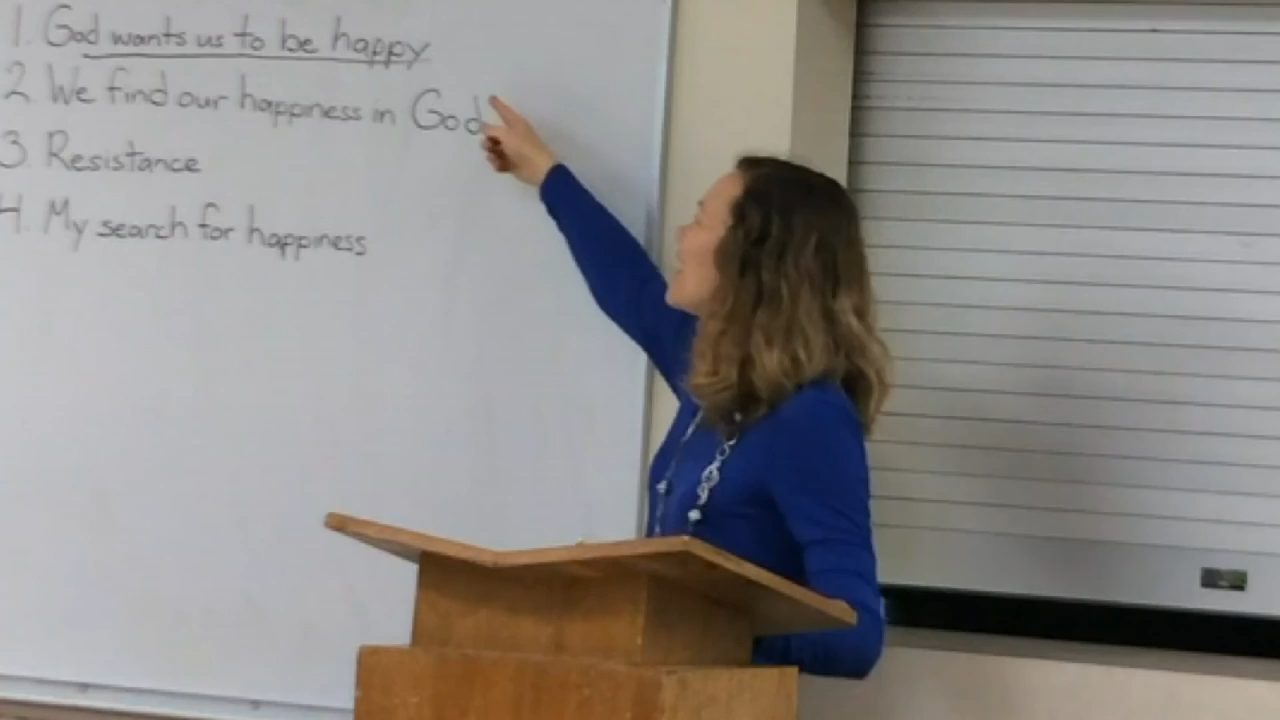 1. God wants us to be happy
2. We find our happiness in God
3. Resistance
4. My search for happiness